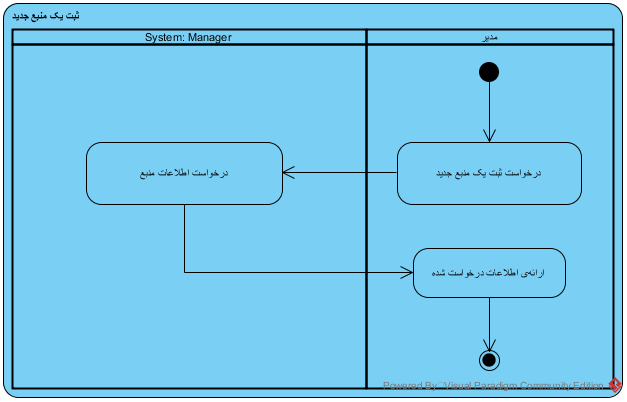 ثبت یک منبع جدید
System: Manager
مدیر
درخواست ثبت یک منبع جدید
درخواست اطلاعات منبع
ارائه‌ی اطلاعات درخواست شده
Powered By Visual Paradigm Community Edition